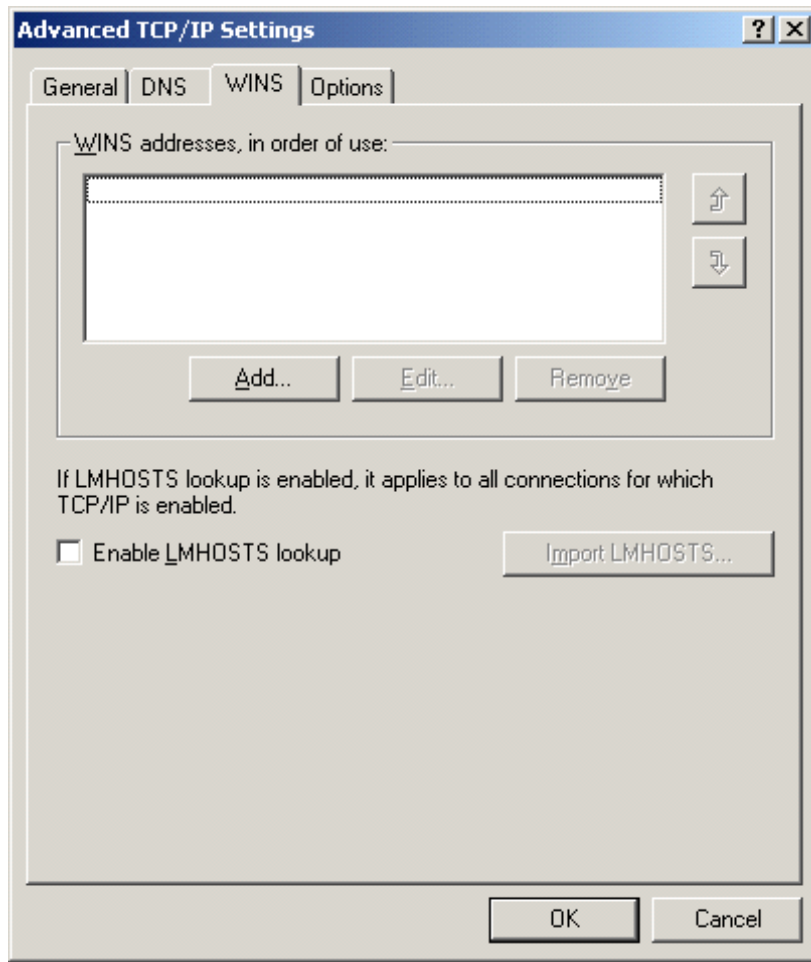 Advanced TCP/IP Settings
General DNS WINS Options
WINS addresses, in order of use:
Add... Edit... Remove
If LMHOSTS lookup is enabled, it applies to all connections for which
TCP/IP is enabled.
Enable LMHOSTS lookup Import LMHOSTS...
OK Cancel